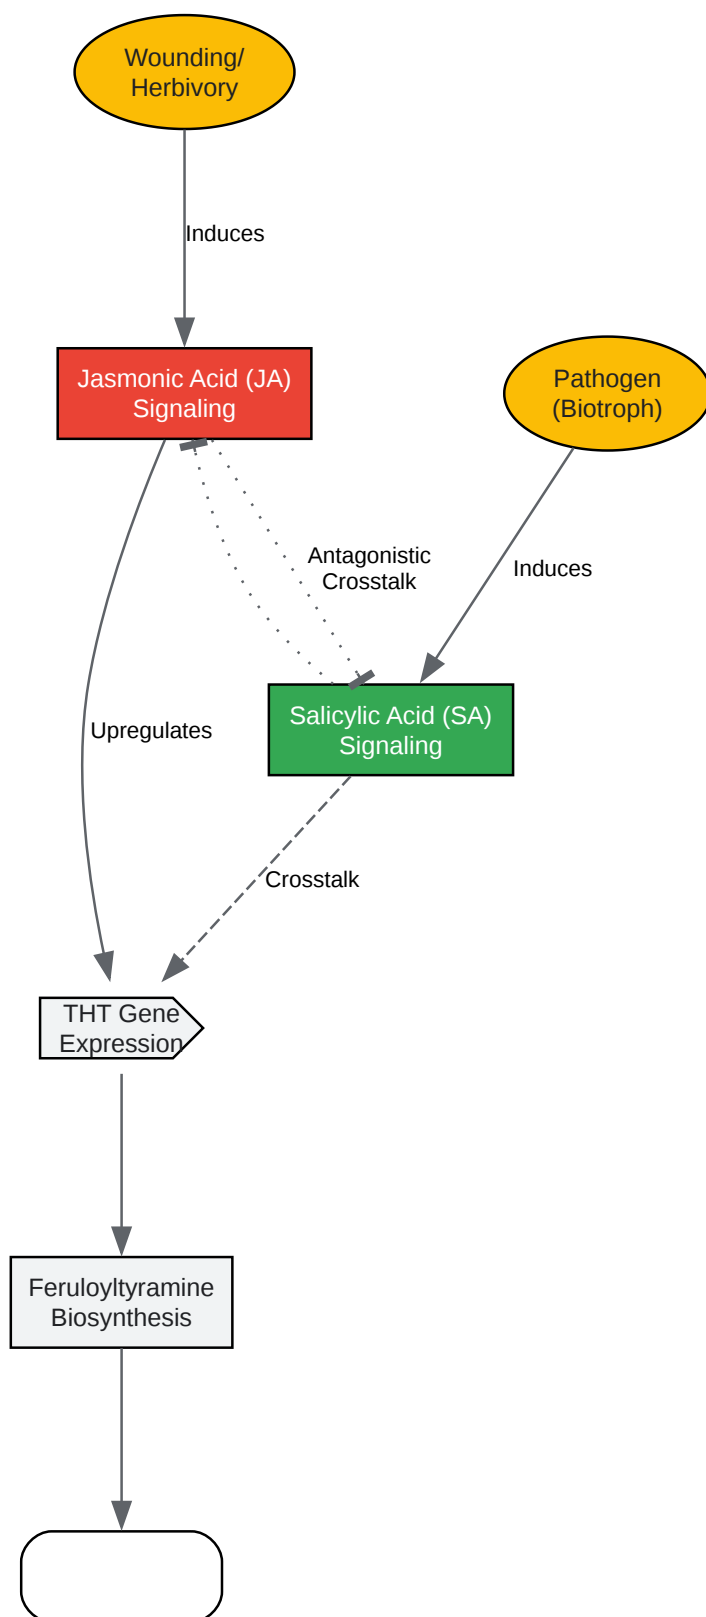 Wounding/
Herbivory
Induces
Jasmonic Acid (JA)
Signaling
Pathogen
(Biotroph)
Antagonistic
Crosstalk
Induces
Salicylic Acid (SA)
Signaling
Upregulates
Crosstalk
THT Gene
Expression
Feruloyltyramine
Biosynthesis